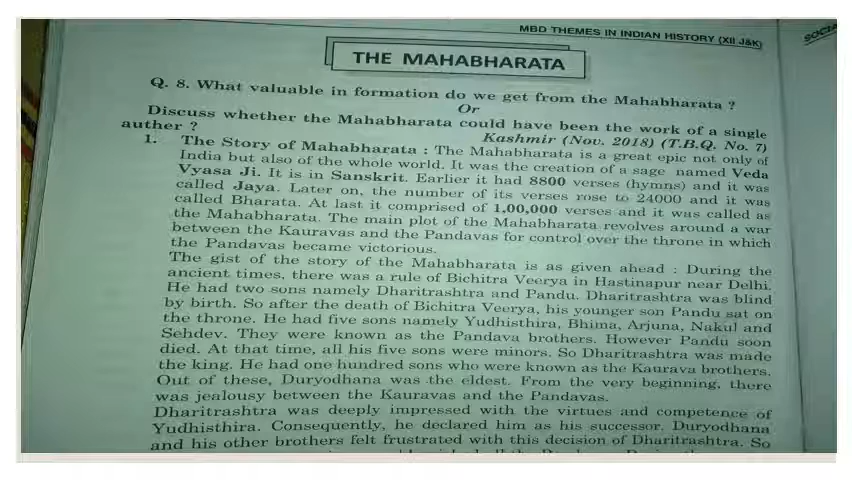 MBD THEMES IN INDIAN HISTORY (XII J&K)
THE MAHABHARATA
Q. 8. What valuable in formation do we get from the Mahabharata ?
Or
Discuss whether the Mahabharata could have been the work of a single
auther ?
Kashmir (Nov. 2018) (T.B.Q. No. 7)
1. The Story of Mahabharata : The Mahabharata is a great epic not only of
India but also of the whole world. It was the creation of a sage named Veda
Vyasa Ji. It is in Sanskrit. Earlier it had 8800 verses (hymns) and it was
called Jaya. Later on, the number of its verses rose to 24000 and it was
called Bharata. At last it comprised of 1,00,000 verses and it was called as
the Mahabharata. The main plot of the Mahabharata revolves around a war
between the Kauravas and the Pandavas for control over the throne in which
the Pandavas became victorious.
The gist of the story of the Mahabharata is as given ahead : During the
ancient times, there was a rule of Bichitra Veerya in Hastinapur near Delhi.
He had two sons namely Dharitrashtra and Pandu. Dharitrashtra was blind
by birth. So after the death of Bichitra Veerya, his younger son Pandu sat on
the throne. He had five sons namely Yudhisthira, Bhima, Arjuna, Nakul and
Sehdev. They were known as the Pandava brothers. However Pandu soon
died. At that time, all his five sons were minors. So Dharitrashtra was made
the king. He had one hundred sons who were known as the Kaurava brothers.
Out of these, Duryodhana was the eldest. From the very beginning, there
was jealousy between the Kauravas and the Pandavas.
Dharitrashtra was deeply impressed with the virtues and competence of
Yudhisthira. Consequently, he declared him as his successor. Duryodhana
and his other brothers felt frustrated with this decision of Dharitrashtra. So